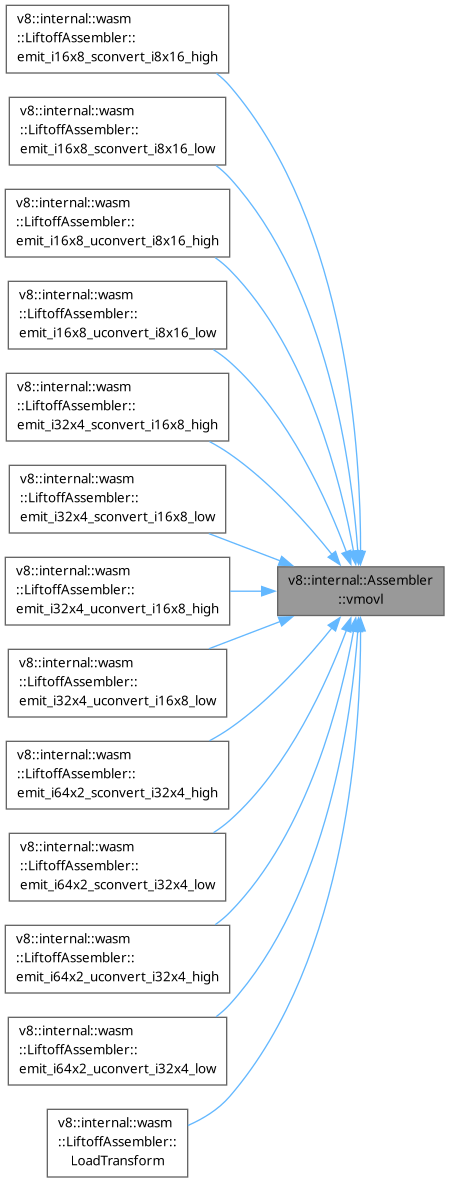 v8::internal::wasm
::LiftoffAssembler::
emit_i16x8_sconvert_i8x16_high
v8::internal::wasm
::LiftoffAssembler::
emit_i16x8_sconvert_i8x16_low
v8::internal::wasm
::LiftoffAssembler::
emit_i16x8_uconvert_i8x16_high
v8::internal::wasm
::LiftoffAssembler::
emit_i16x8_uconvert_i8x16_low
v8::internal::wasm
::LiftoffAssembler::
emit_i32x4_sconvert_i16x8_high
v8::internal::wasm
::LiftoffAssembler::
emit_i32x4_sconvert_i16x8_low
v8::internal::wasm
::LiftoffAssembler::
emit_i32x4_uconvert_i16x8_high
v8::internal::Assembler
::vmovl
v8::internal::wasm
::LiftoffAssembler::
emit_i32x4_uconvert_i16x8_low
v8::internal::wasm
::LiftoffAssembler::
emit_i64x2_sconvert_i32x4_high
v8::internal::wasm
::LiftoffAssembler::
emit_i64x2_sconvert_i32x4_low
v8::internal::wasm
::LiftoffAssembler::
emit_i64x2_uconvert_i32x4_high
v8::internal::wasm
::LiftoffAssembler::
emit_i64x2_uconvert_i32x4_low
v8::internal::wasm
::LiftoffAssembler::
LoadTransform